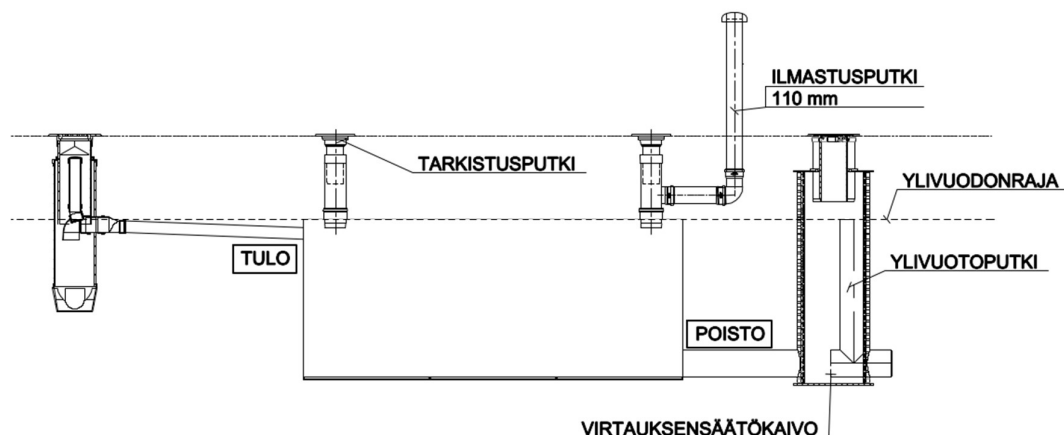 ILMASTUSPUTKI
110 mm
TARKISTUSPUTKI
YLIVUODONRAJA
TULO
YLIVUOTOPUTKI
POISTO
VIRTAUKSENSÄÄTÖKAIVO